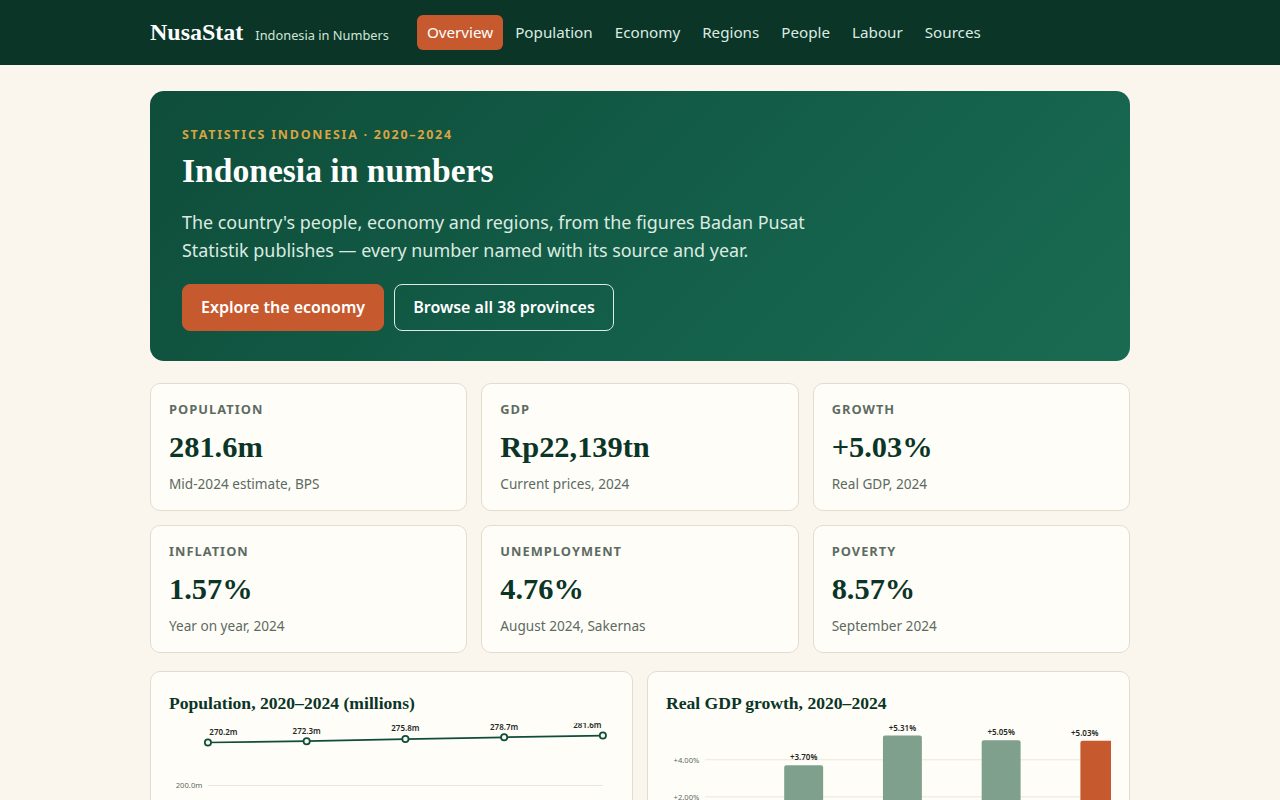 NusaStat Indonesia in Numbers Overview Population Economy Regions People Labour Sources
STATISTICS INDONESIA · 2020–2024
Indonesia in numbers
The country's people, economy and regions, from the figures Badan Pusat
Statistik publishes — every number named with its source and year.
Explore the economy Browse all 38 provinces
POPULATION
281.6m
Mid-2024 estimate, BPS
GDP
Rp22,139tn
Current prices, 2024
GROWTH
+5.03%
Real GDP, 2024
INFLATION
1.57%
Year on year, 2024
UNEMPLOYMENT
4.76%
August 2024, Sakernas
POVERTY
8.57%
September 2024
Population, 2020–2024 (millions)
270.2m 272.3m 275.8m 278.7m 281.6m
200.0m
Real GDP growth, 2020–2024
+3.70% +5.31% +5.05% +5.03%
+4.00%
+2.00%